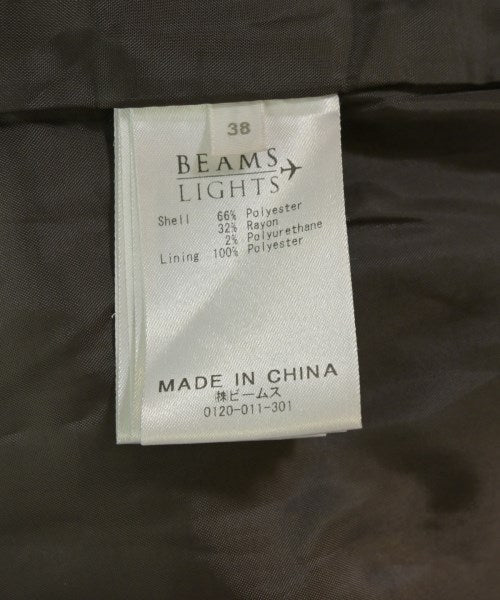 38
BEAMS
LIGHTS
Shell 66% Polyester
32% Rayon
2% Polyurethane
Lining 100% Polyester
MADE IN CHINA
㈱ビームス
0120-011-301